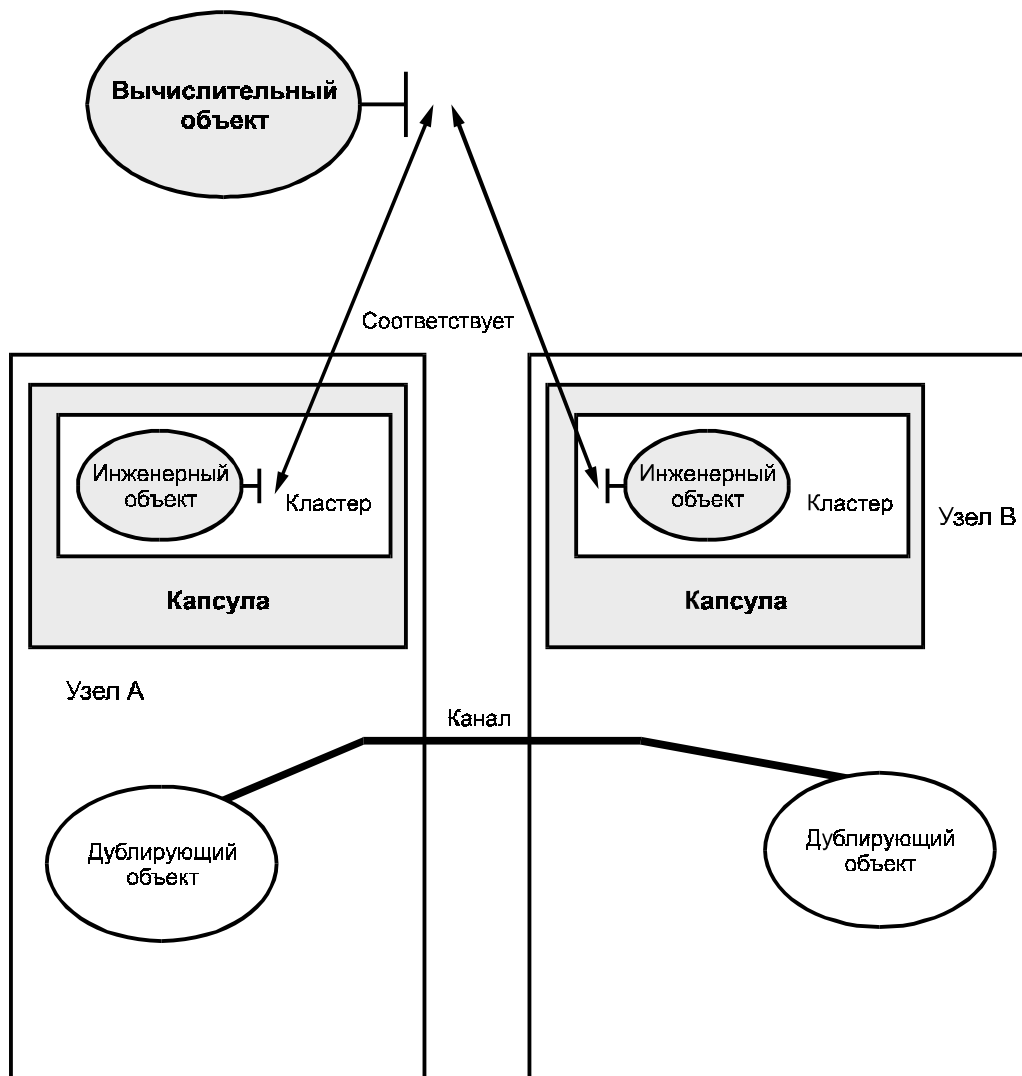 Вычислительный
объект
Соответствует
Инженерный
объект
Кластер
Капсула
Узел А
Инженерный
объект
Кластер
Капсула
Узел В
Канал
Дублирующий
объект
Дублирующий
объект